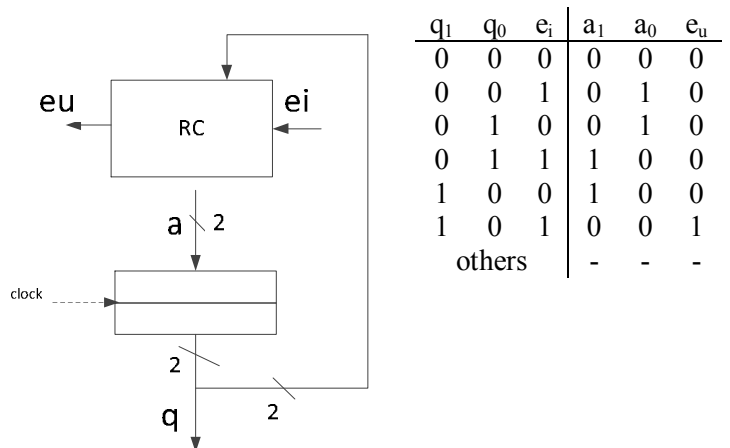 eu
ei
RC
a
2
clock
2
2
q
q₁ q₀ eᵢ a₁ a₀ eᵤ
0 0 0 0 0 0
0 0 1 0 1 0
0 1 0 0 1 0
0 1 1 1 0 0
1 0 0 1 0 0
1 0 1 0 0 1
others - - -